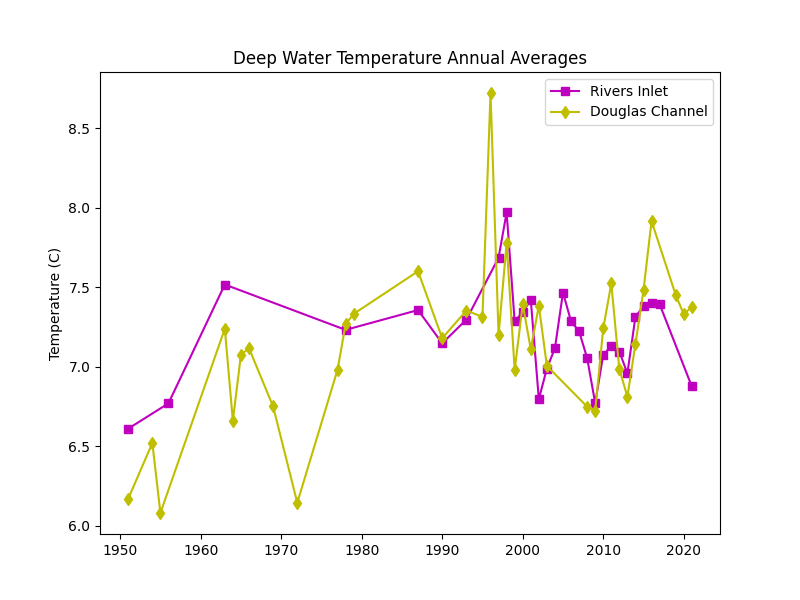 Deep Water Temperature Annual Averages
Rivers Inlet
Douglas Channel
Temperature (C)
8.5
8.0
7.5
7.0
6.5
6.0
1950 1960 1970 1980 1990 2000 2010 2020